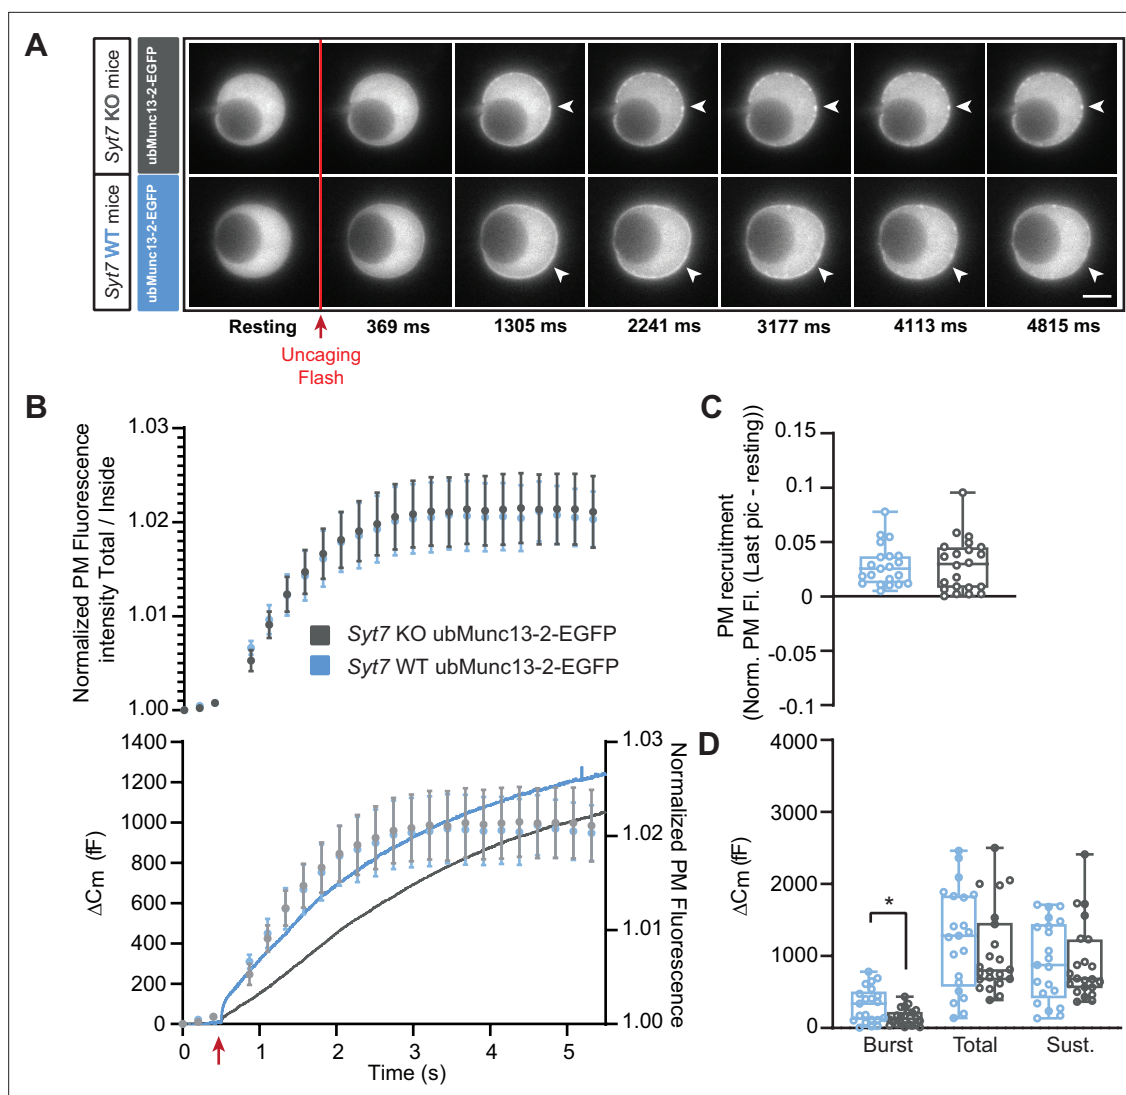 A
Syt7 KO mice
ubMunc13-2-EGFP
Syt7 WT mice
ubMunc13-2-EGFP
Resting
369 ms
1305 ms
2241 ms
3177 ms
4113 ms
4815 ms
Uncaging
Flash
B
Normalized PM Fluorescence
intensity Total / Inside
1.03
1.02
1.01
1.00
Syt7 KO ubMunc13-2-EGFP
Syt7 WT ubMunc13-2-EGFP
ΔCm (fF)
1400
1200
1000
800
600
400
200
0
1.03
1.02
1.01
1.00
Normalized PM Fluorescence
0 1 2 3 4 5
Time (s)
C
PM recruitment
(Norm. PM Fl. (Last pic - resting))
0.15
0.1
0.05
0
-0.05
-0.1
D
ΔCm (fF)
4000
3000
2000
1000
0
*
Burst
Total
Sust.